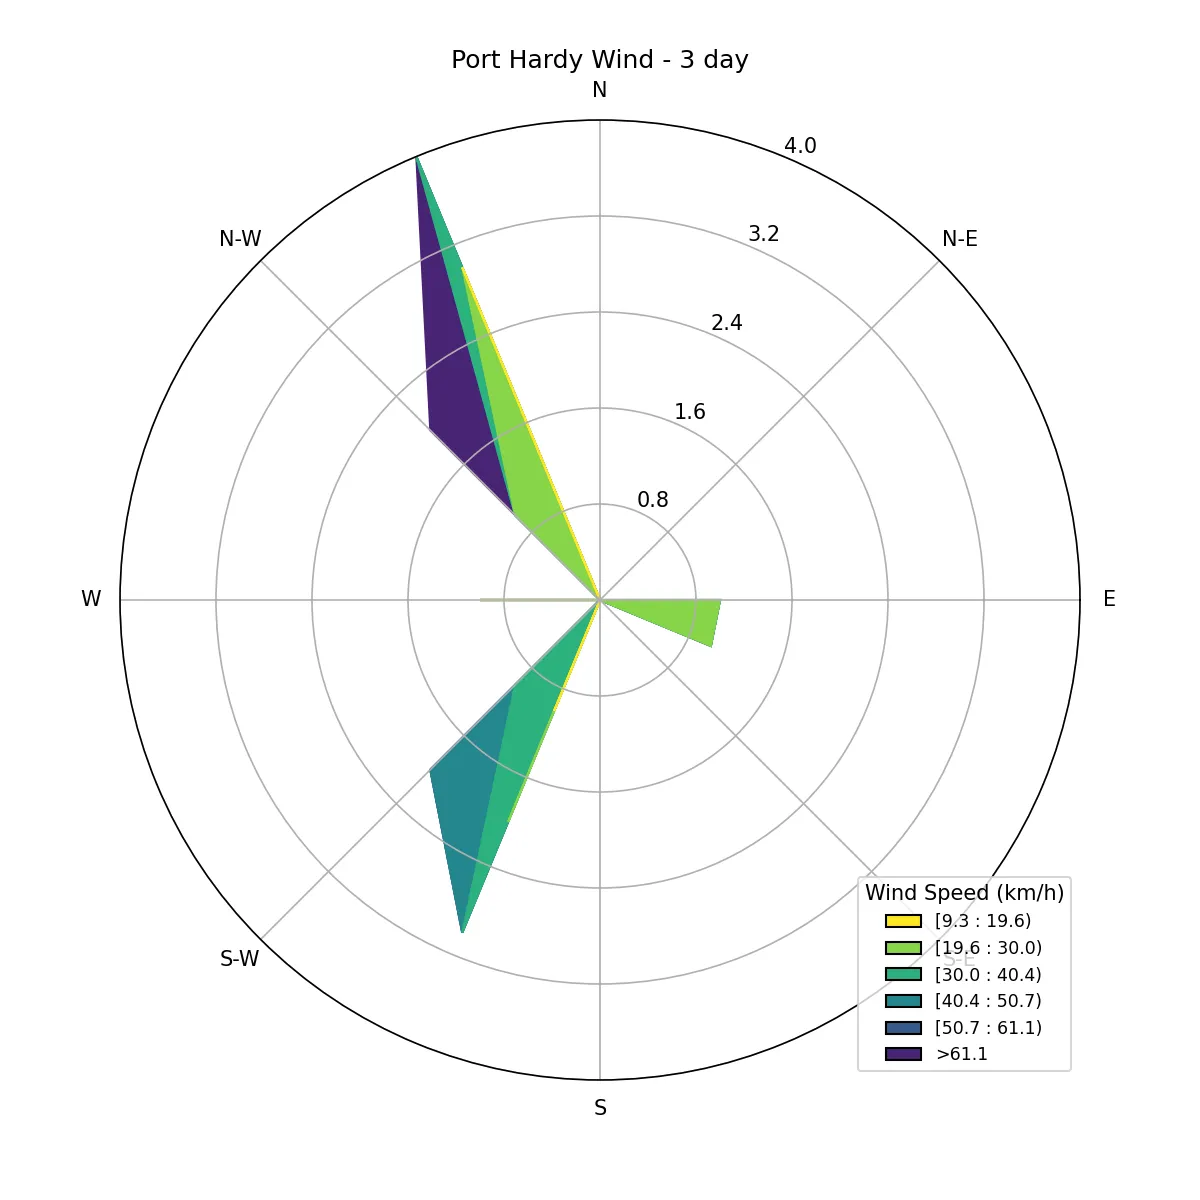 Port Hardy Wind - 3 day
N
4.0
N-W
N-E
3.2
2.4
1.6
0.8
W
E
S-W
S-E
S
Wind Speed (km/h)
[9.3 : 19.6)
[19.6 : 30.0)
[30.0 : 40.4)
[40.4 : 50.7)
[50.7 : 61.1)
>61.1